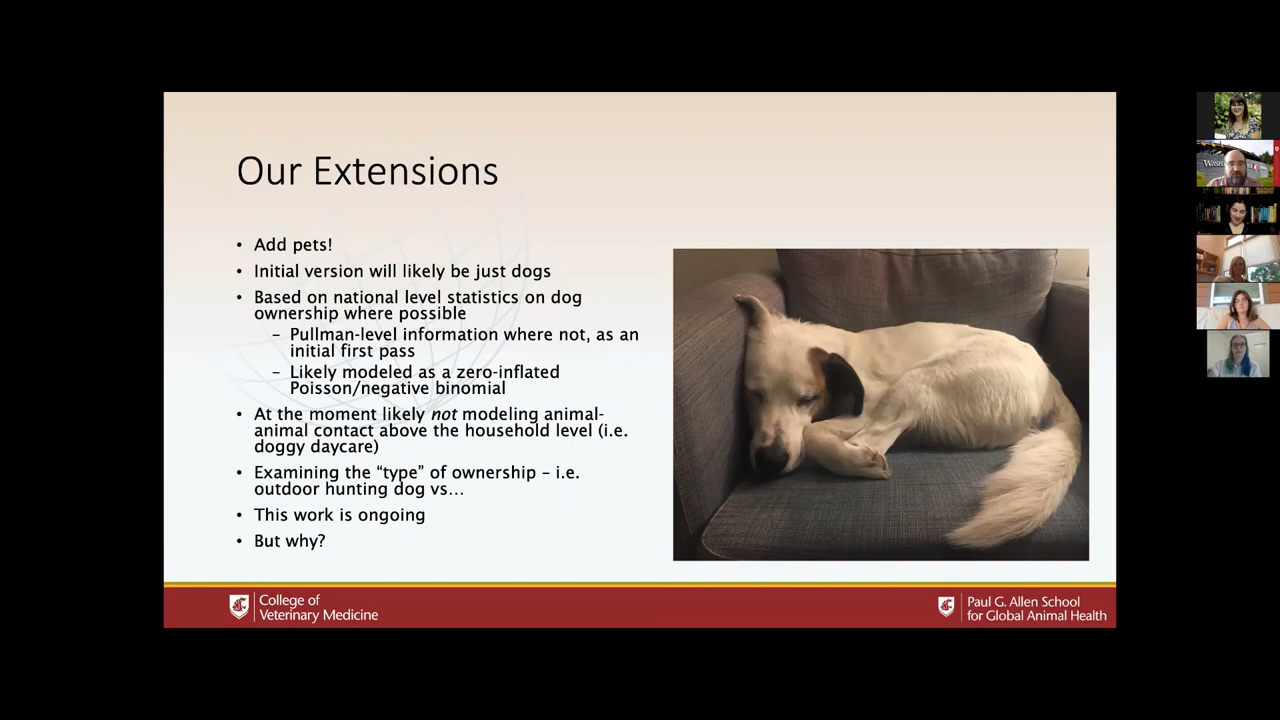 Our Extensions
• Add pets!
• Initial version will likely be just dogs
• Based on national level statistics on dog
ownership where possible
– Pullman-level information where not, as an
initial first pass
– Likely modeled as a zero-inflated
Poisson/negative binomial
• At the moment likely not modeling animal-
animal contact above the household level (i.e.
doggy daycare)
• Examining the “type” of ownership – i.e.
outdoor hunting dog vs…
• This work is ongoing
• But why?
College of
Veterinary Medicine
Paul G. Allen School
for Global Animal Health